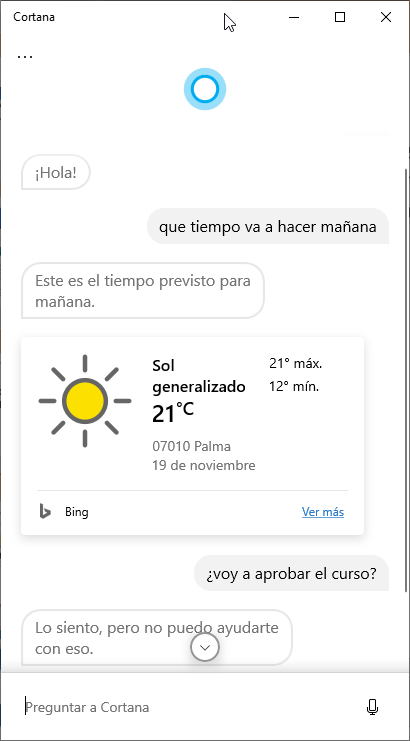 Cortana
...
¡Hola!
que tiempo va a hacer mañana
Este es el tiempo previsto para
mañana.
Sol
generalizado
21°C
21° máx.
12° mín.
07010 Palma
19 de noviembre
Bing
Ver más
¿voy a aprobar el curso?
Lo siento, pero no puedo ayudarte
con eso.
Preguntar a Cortana